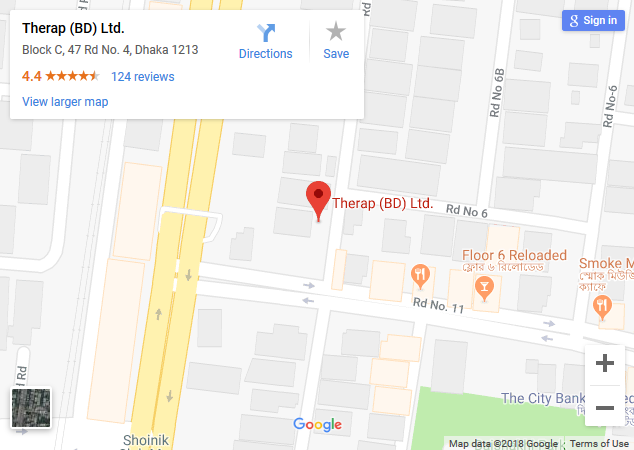 Therap (BD) Ltd.
Block C, 47 Rd No. 4, Dhaka 1213
4.4 124 reviews
View larger map
Directions
Save
Sign in
Rd No 6B
Rd No-6
Therap (BD) Ltd.
Rd No 6
Floor 6 Reloaded
ফ্লোর ৬ রিলোডেড
Smoke M
স্মোক মিউজি
ক্যাফে
Rd No. 11
Rd
The City Bank
ed
Shoinik
Google
Map data ©2018 Google
Terms of Use